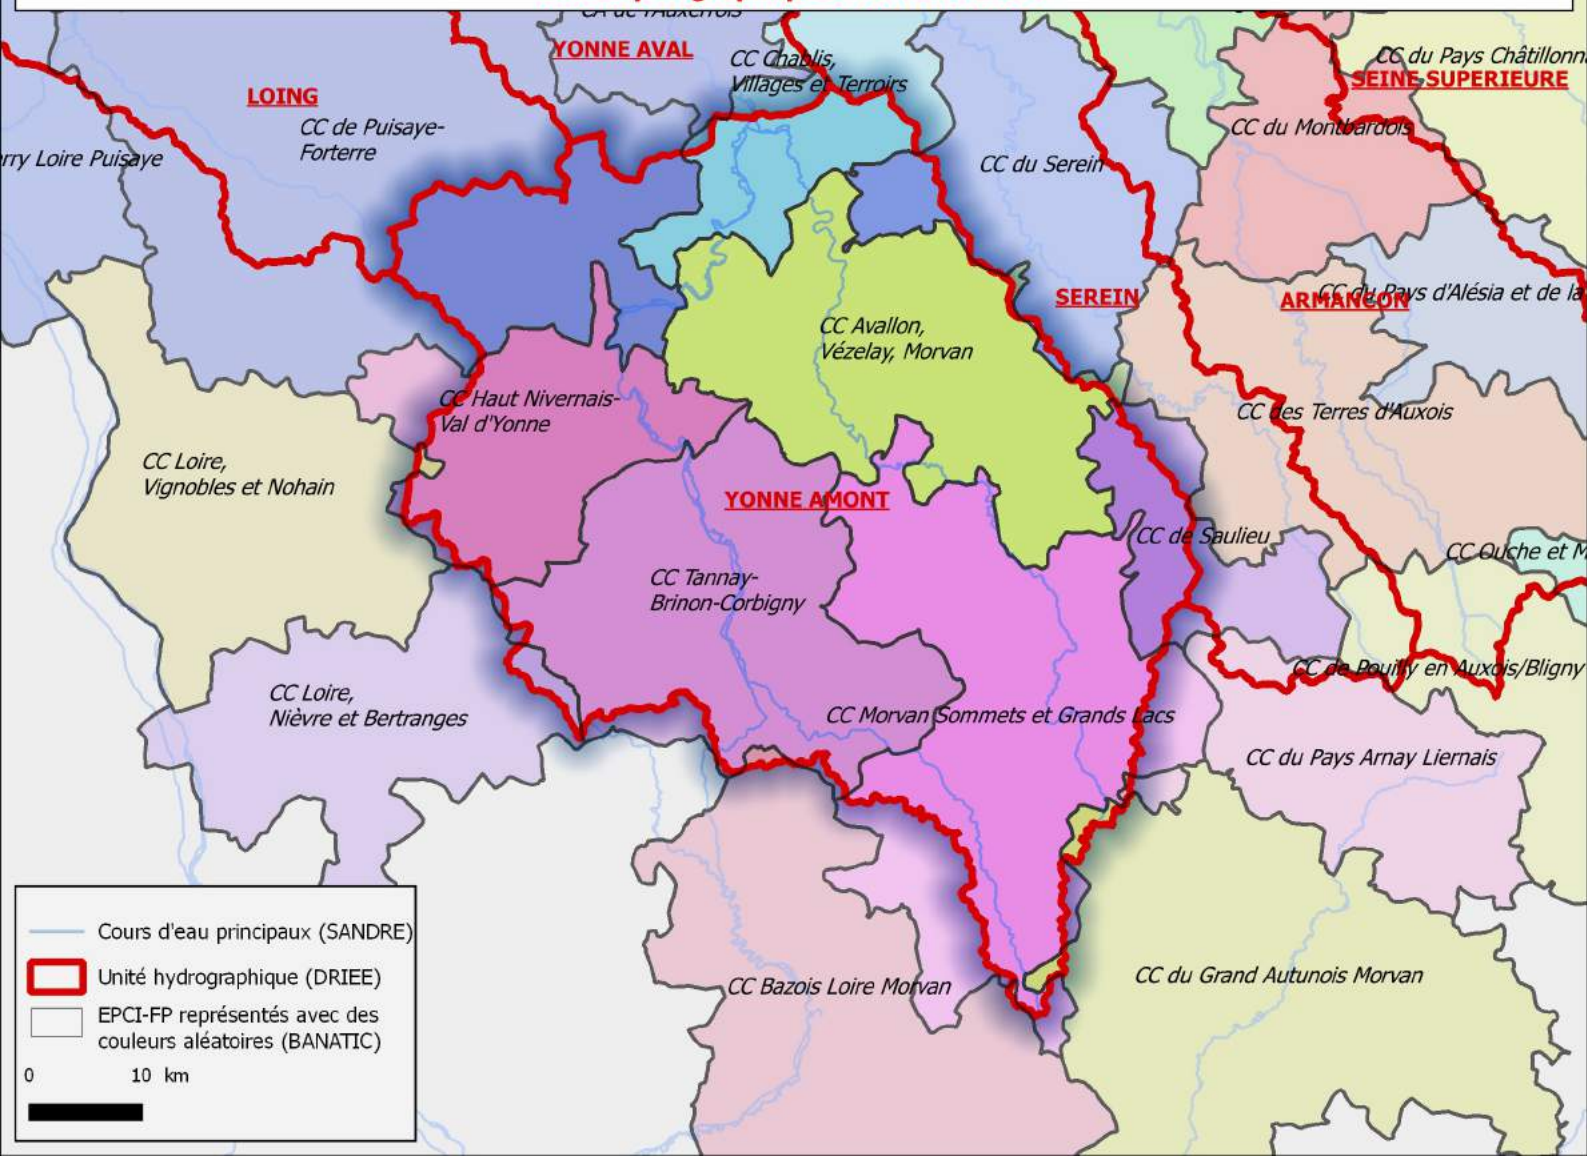 CA de l'Auxerrois
YONNE AVAL
CC Chablis,
Villages et Terroirs
CC du Pays Châtillonn
SEINE SUPERIEURE
LOING
CC de Puisaye-
Forterre
CC du Montbardois
rry Loire Puisaye
CC du Serein
SEREIN
ARMANCON
CC du Pays d'Alésia et de la
CC Avallon,
Vézelay, Morvan
CC Haut Nivernais-
Val d'Yonne
CC des Terres d'Auxois
CC Loire,
Vignobles et Nohain
YONNE AMONT
CC de Saulieu
CC Ouche et M
CC Tannay-
Brinon-Corbigny
CC de Pouilly en Auxois/Bligny
CC Loire,
Nièvre et Bertranges
CC Morvan Sommets et Grands Lacs
CC du Pays Arnay Liernais
CC Bazois Loire Morvan
CC du Grand Autunois Morvan
Cours d'eau principaux (SANDRE)
Unité hydrographique (DRIEE)
EPCI-FP représentés avec des
couleurs aléatoires (BANATIC)
0 10 km